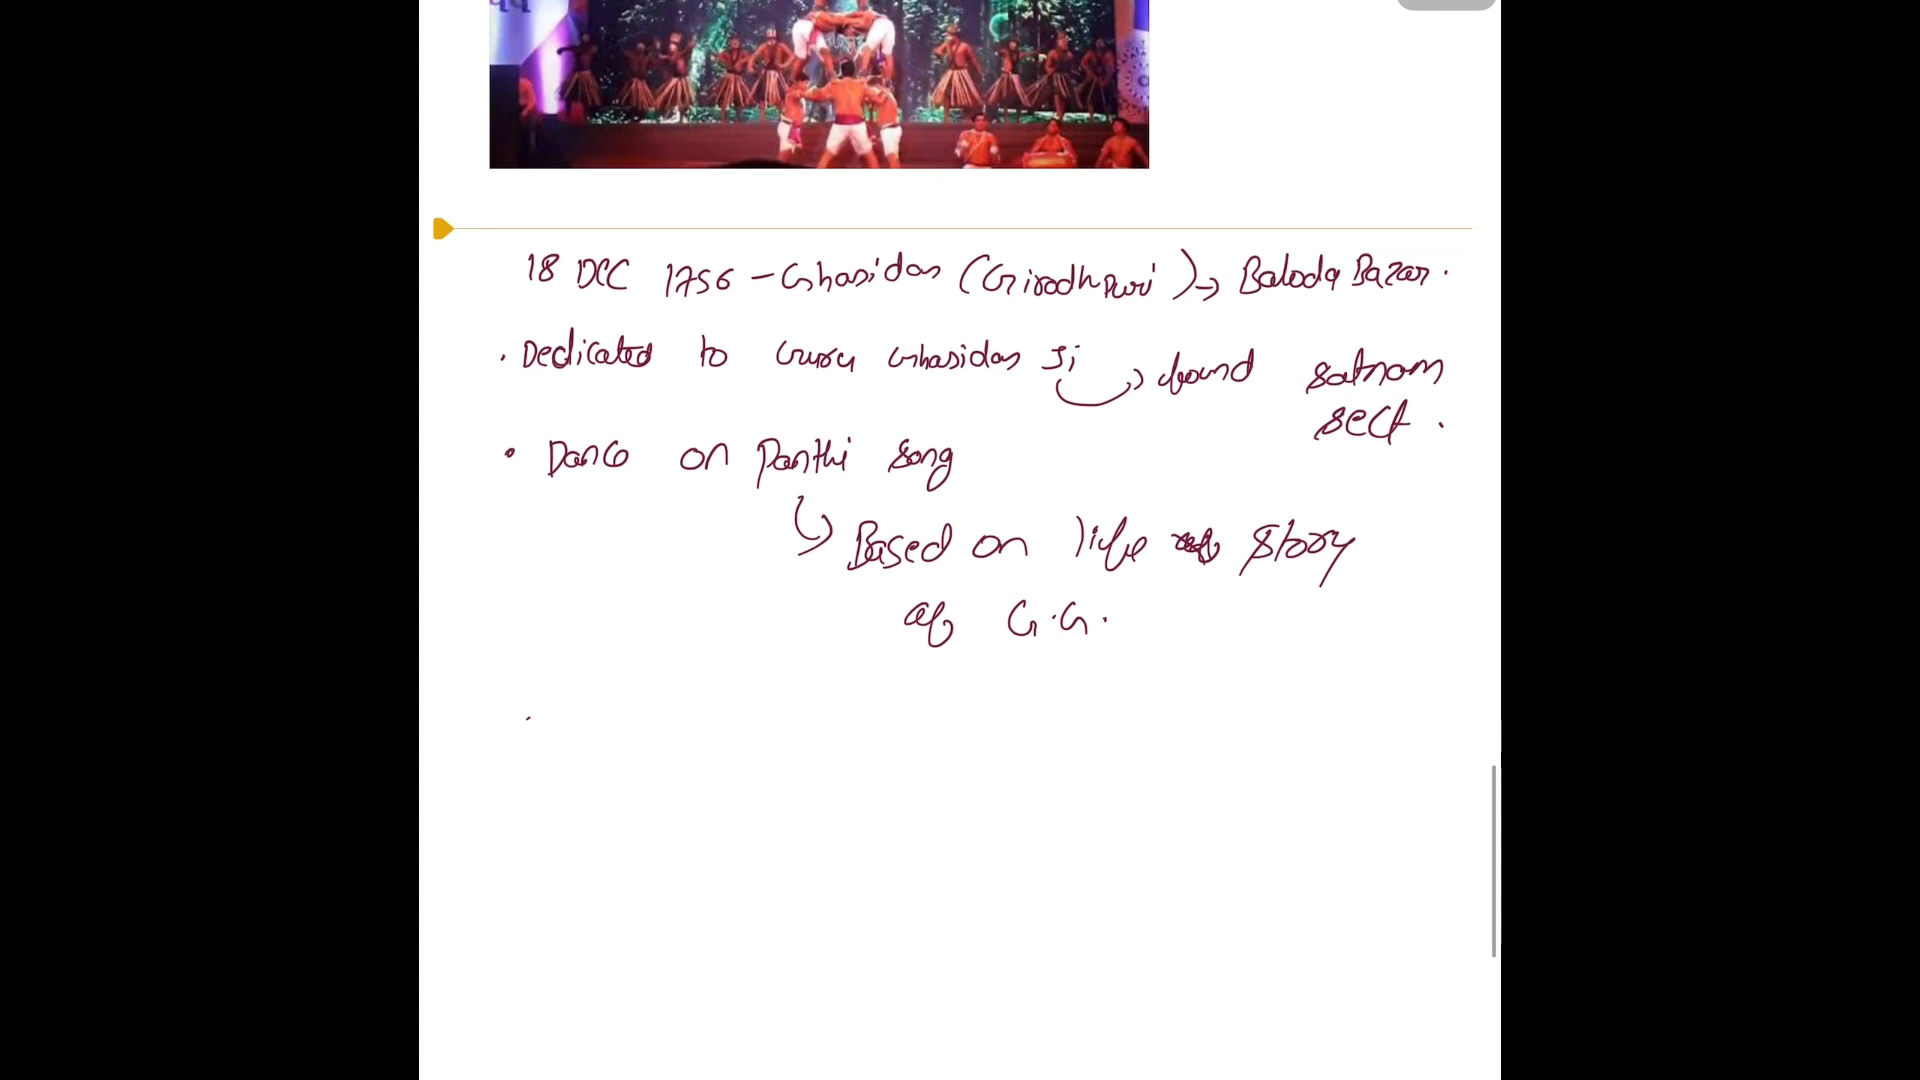 18 Dec 1756 - Ghasidas (Girodhpuri) → Baloda Bazar.
. Dedicated to Guru Ghasidas Ji → found satnam
sect.
• Dance on Panthi song
↳ Based on life story
of G.G.